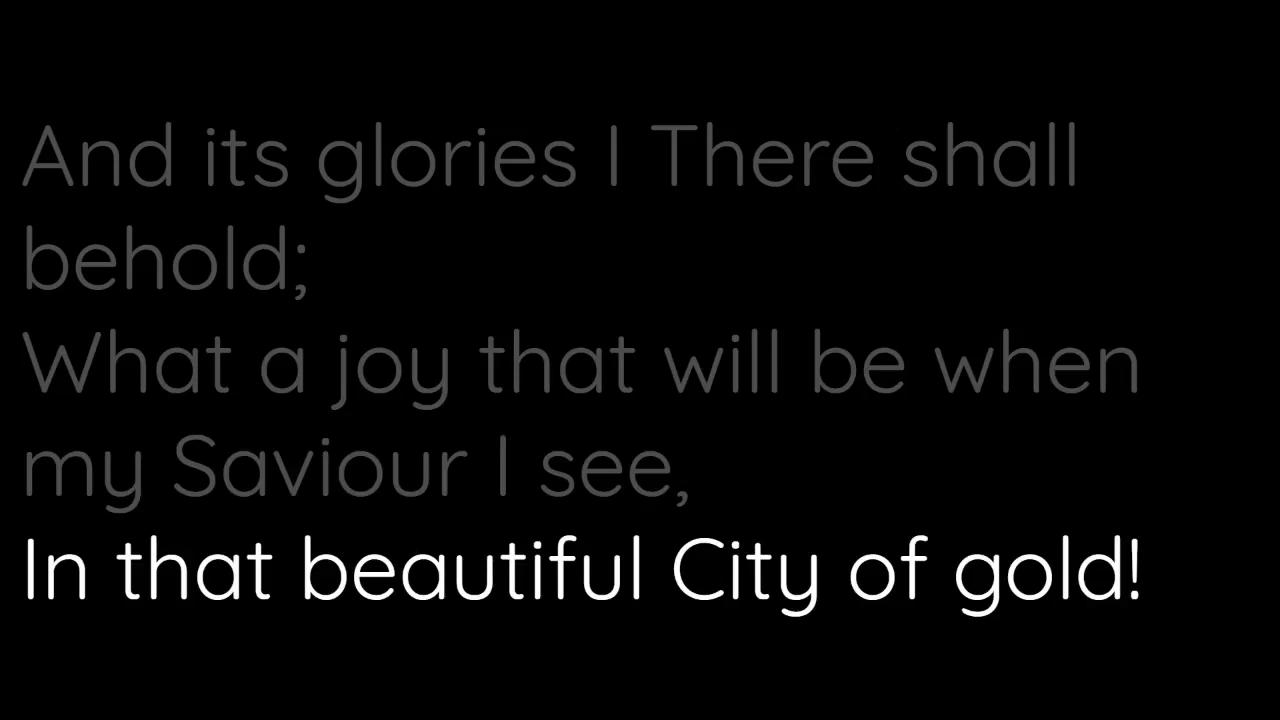 And its glories I There shall
behold;
What a joy that will be when
my Saviour I see,
In that beautiful City of gold!